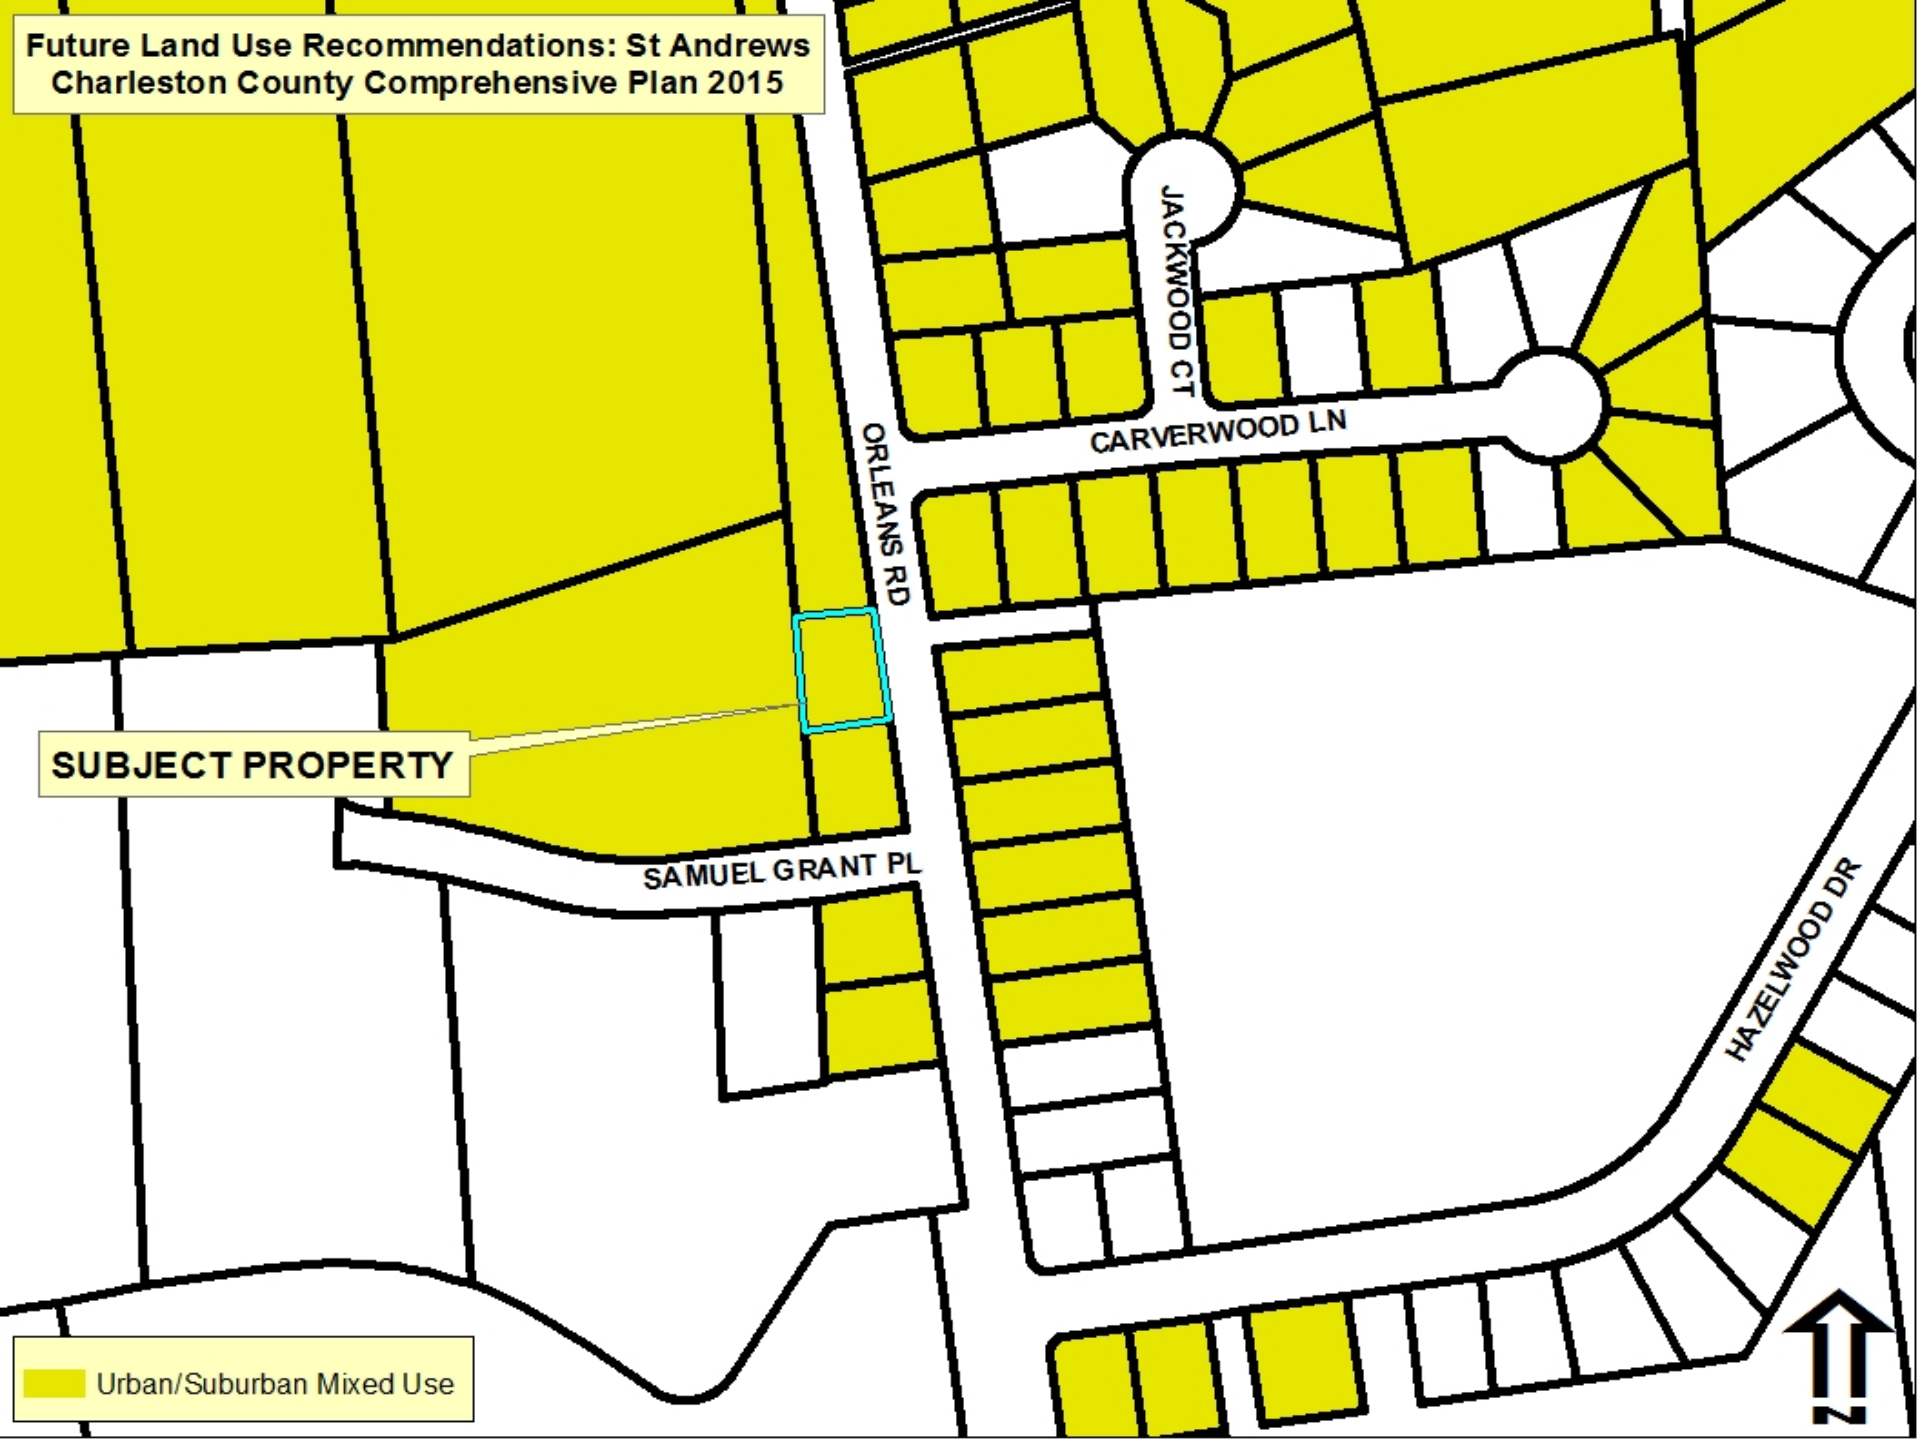 Future Land Use Recommendations: St Andrews
Charleston County Comprehensive Plan 2015
JACKWOOD CT
CARVERWOOD LN
ORLEANS RD
SUBJECT PROPERTY
SAMUEL GRANT PL
HAZELWOOD DR
Urban/Suburban Mixed Use
N